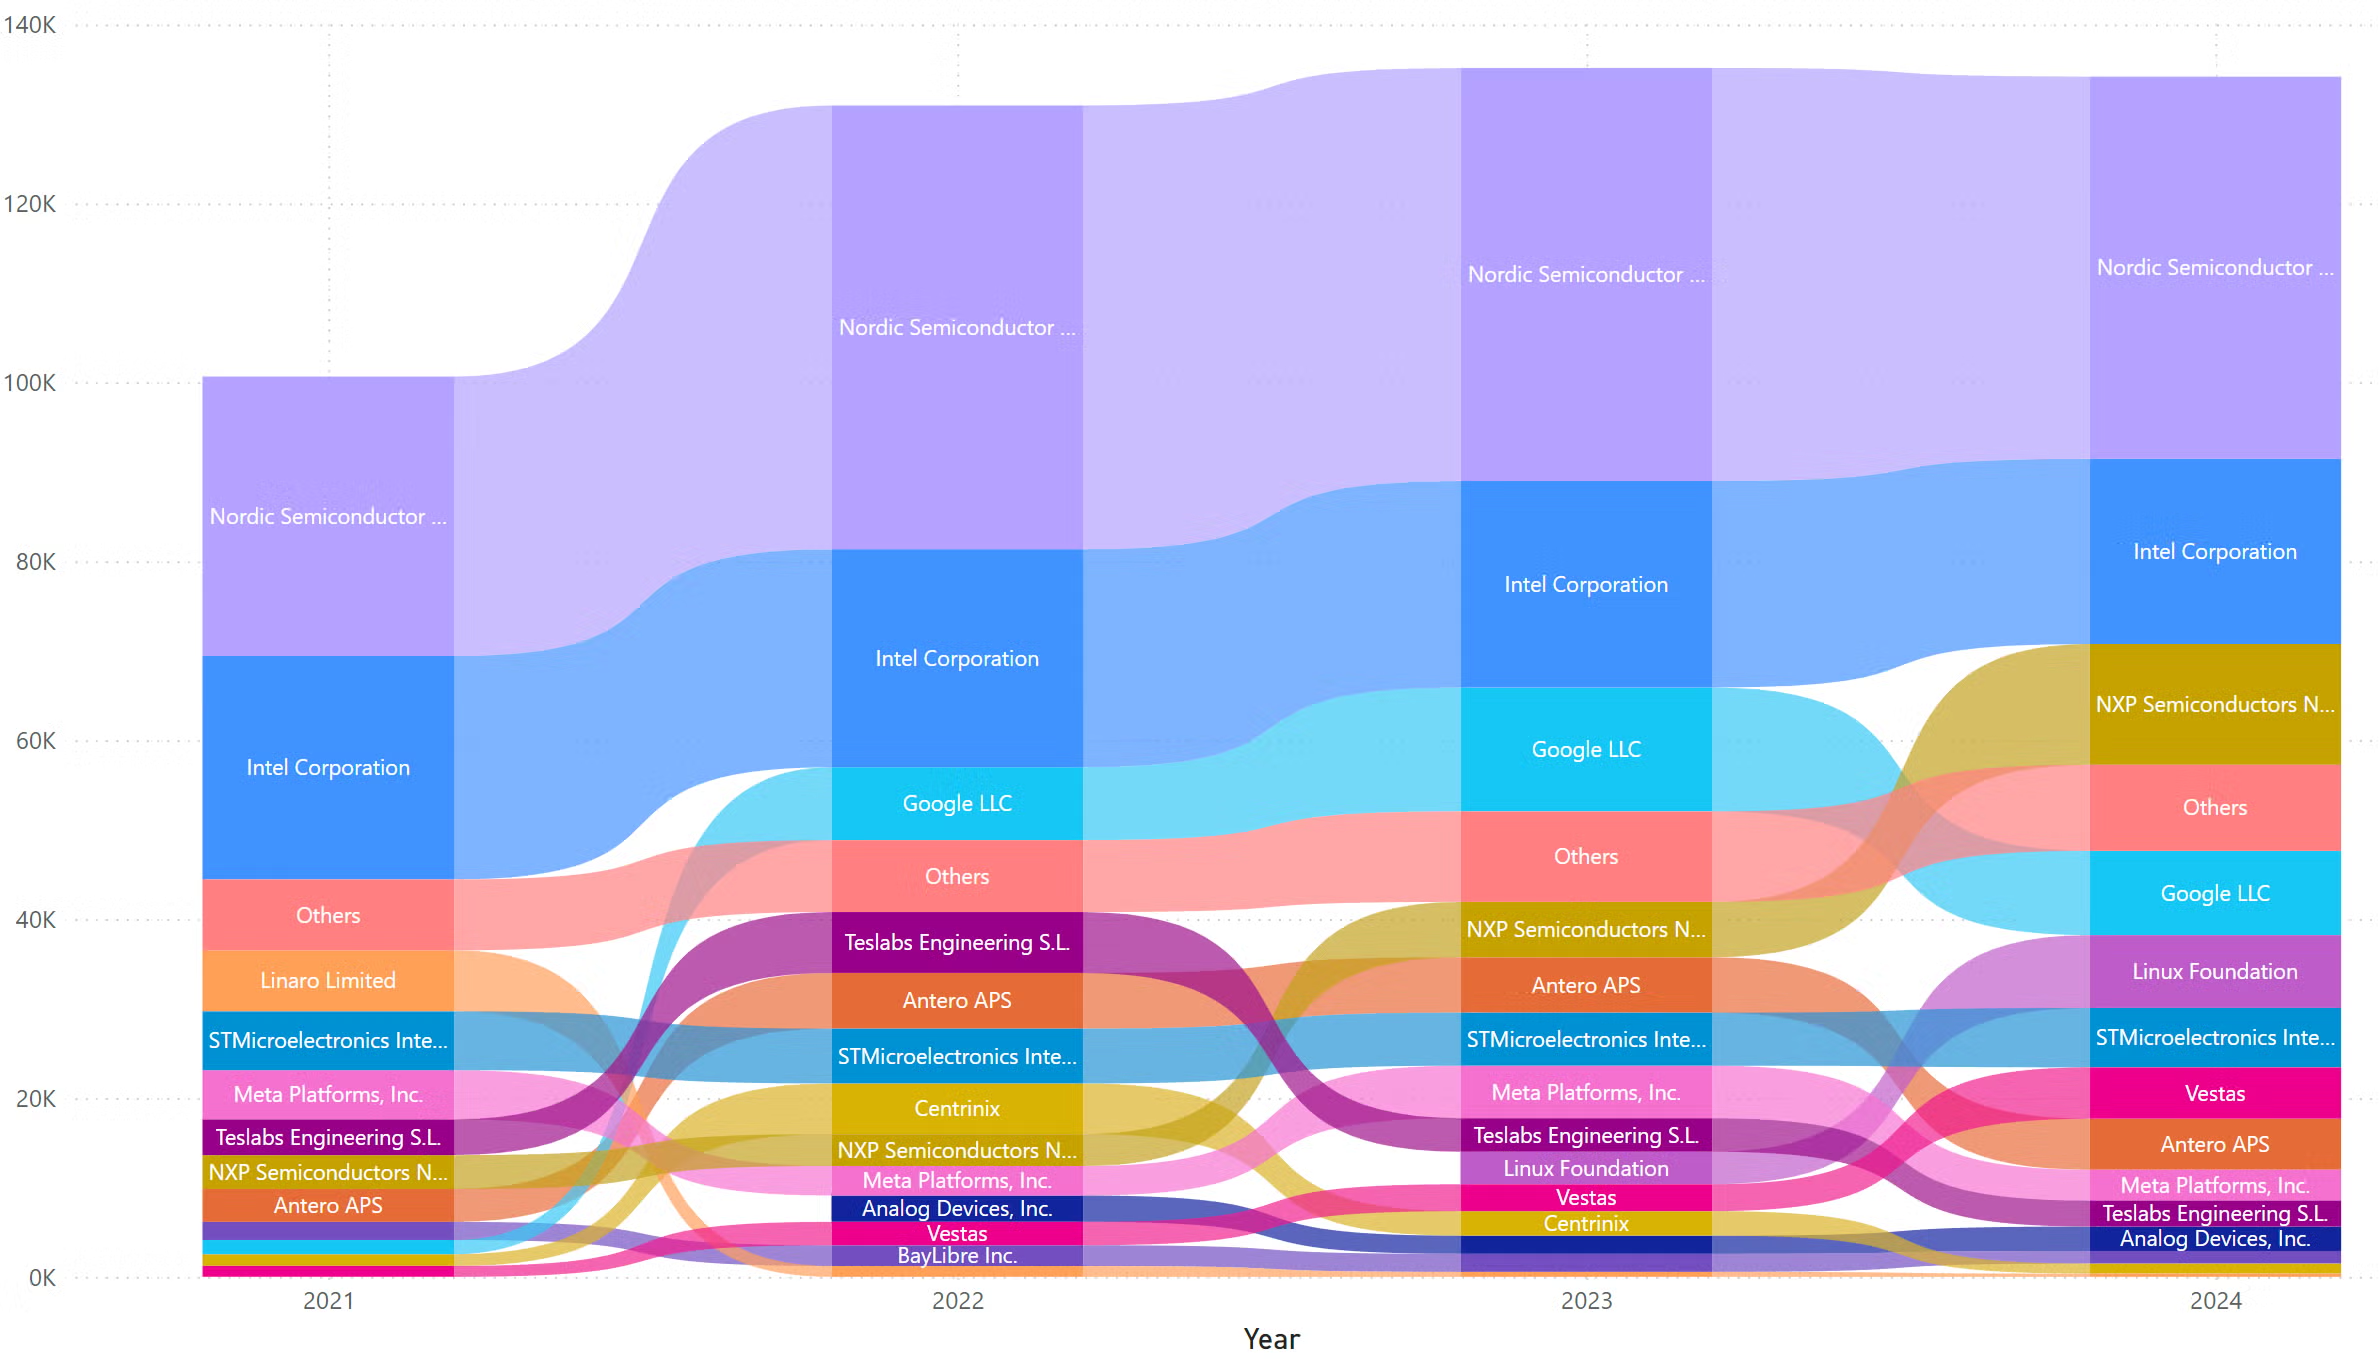 140K
120K
100K
80K
60K
40K
20K
0K
Nordic Semiconductor ...
Intel Corporation
Others
Linaro Limited
STMicroelectronics Inte...
Meta Platforms, Inc.
Teslabs Engineering S.L.
NXP Semiconductors N...
Antero APS
Nordic Semiconductor ...
Intel Corporation
Google LLC
Others
Teslabs Engineering S.L.
Antero APS
STMicroelectronics Inte...
Centrinix
NXP Semiconductors N...
Meta Platforms, Inc.
Analog Devices, Inc.
Vestas
BayLibre Inc.
Nordic Semiconductor ...
Intel Corporation
Google LLC
Others
NXP Semiconductors N...
Antero APS
STMicroelectronics Inte...
Meta Platforms, Inc.
Teslabs Engineering S.L.
Linux Foundation
Vestas
Centrinix
Nordic Semiconductor ...
Intel Corporation
NXP Semiconductors N...
Others
Google LLC
Linux Foundation
STMicroelectronics Inte...
Vestas
Antero APS
Meta Platforms, Inc.
Teslabs Engineering S.L.
Analog Devices, Inc.
2021
2022
2023
2024
Year